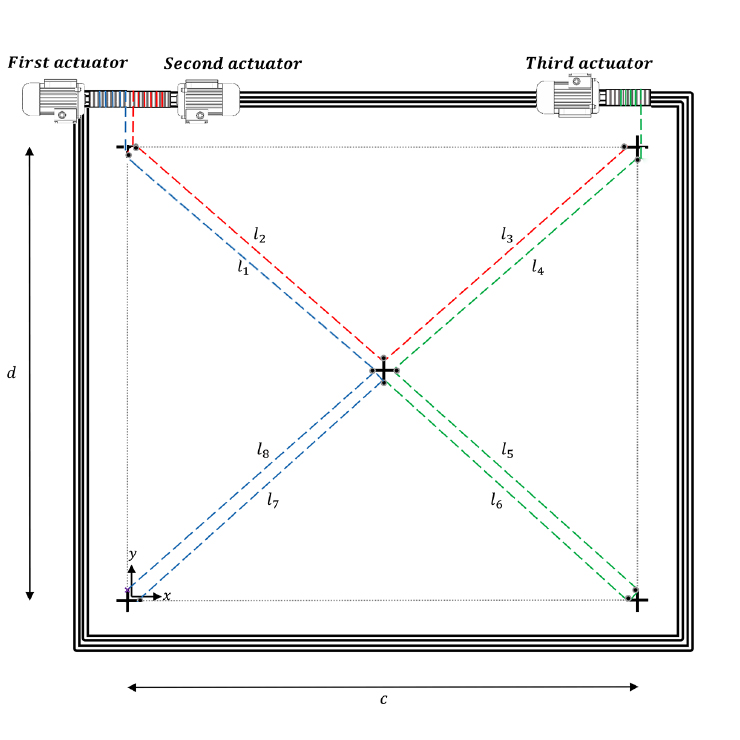 First actuator
Second actuator
Third actuator
l₂
l₃
l₁
l₄
d
l₈
l₅
l₇
l₆
y
x
c